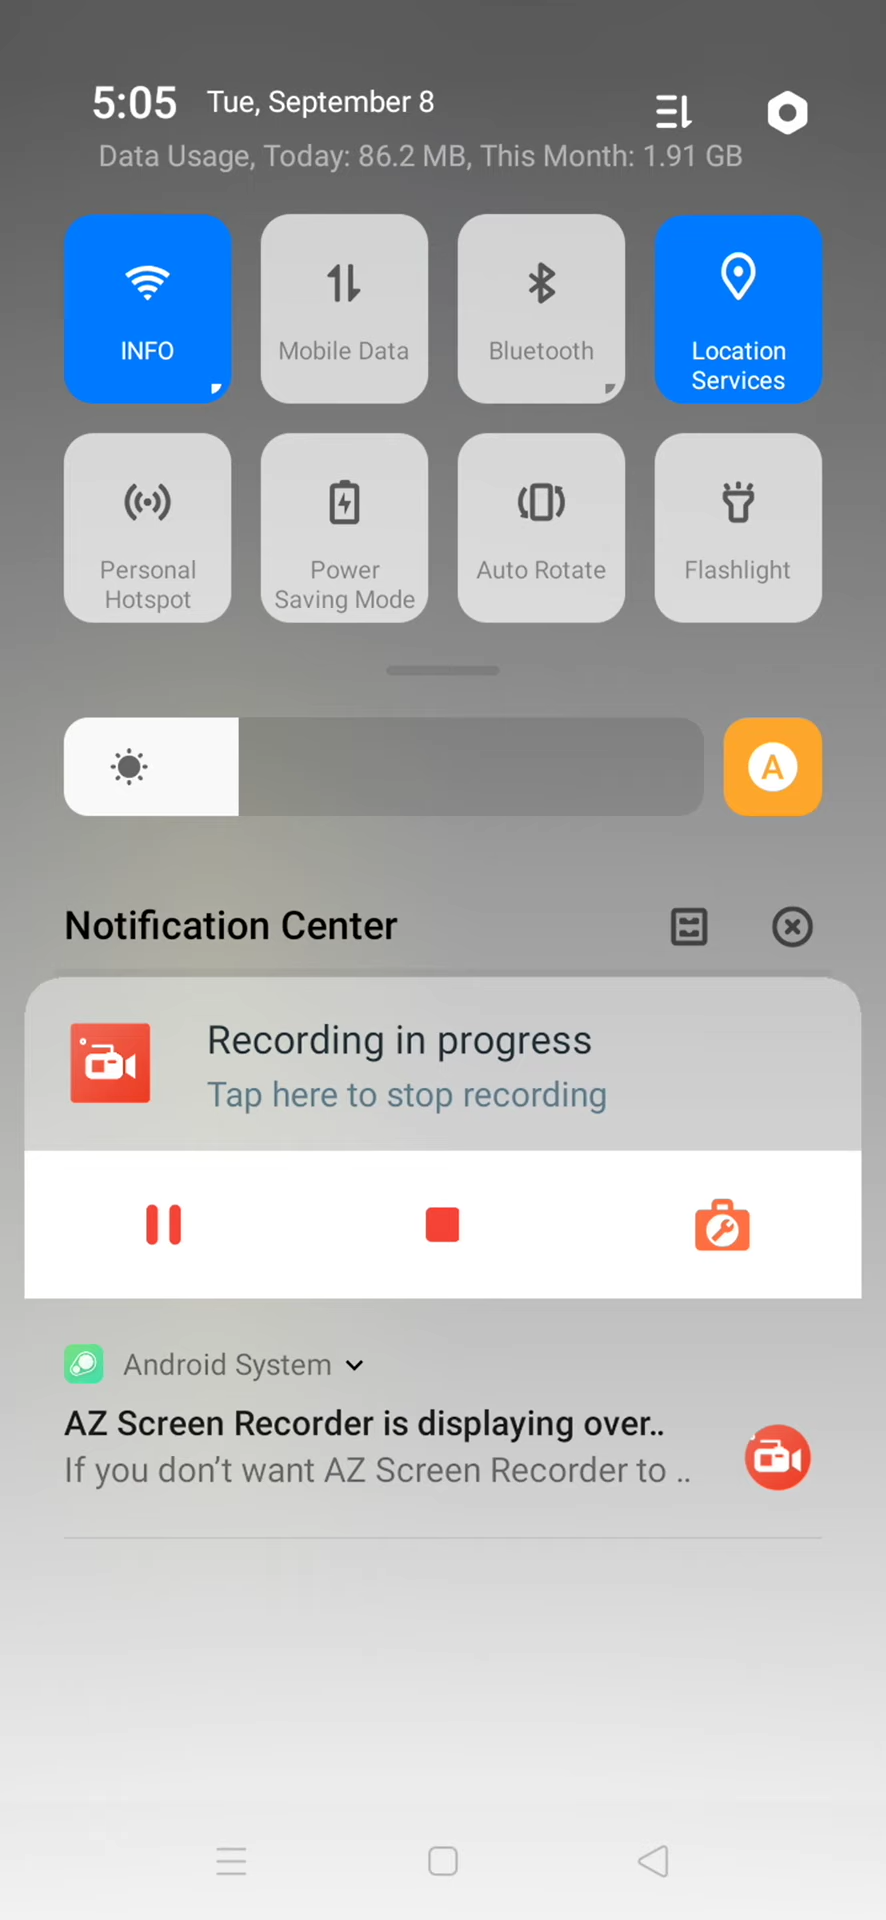 5:05 Tue, September 8
Data Usage, Today: 86.2 MB, This Month: 1.91 GB
INFO
Mobile Data
Bluetooth
Location
Services
Personal
Hotspot
Power
Saving Mode
Auto Rotate
Flashlight
A
Notification Center
Recording in progress
Tap here to stop recording
Android System
AZ Screen Recorder is displaying over..
If you don’t want AZ Screen Recorder to ..